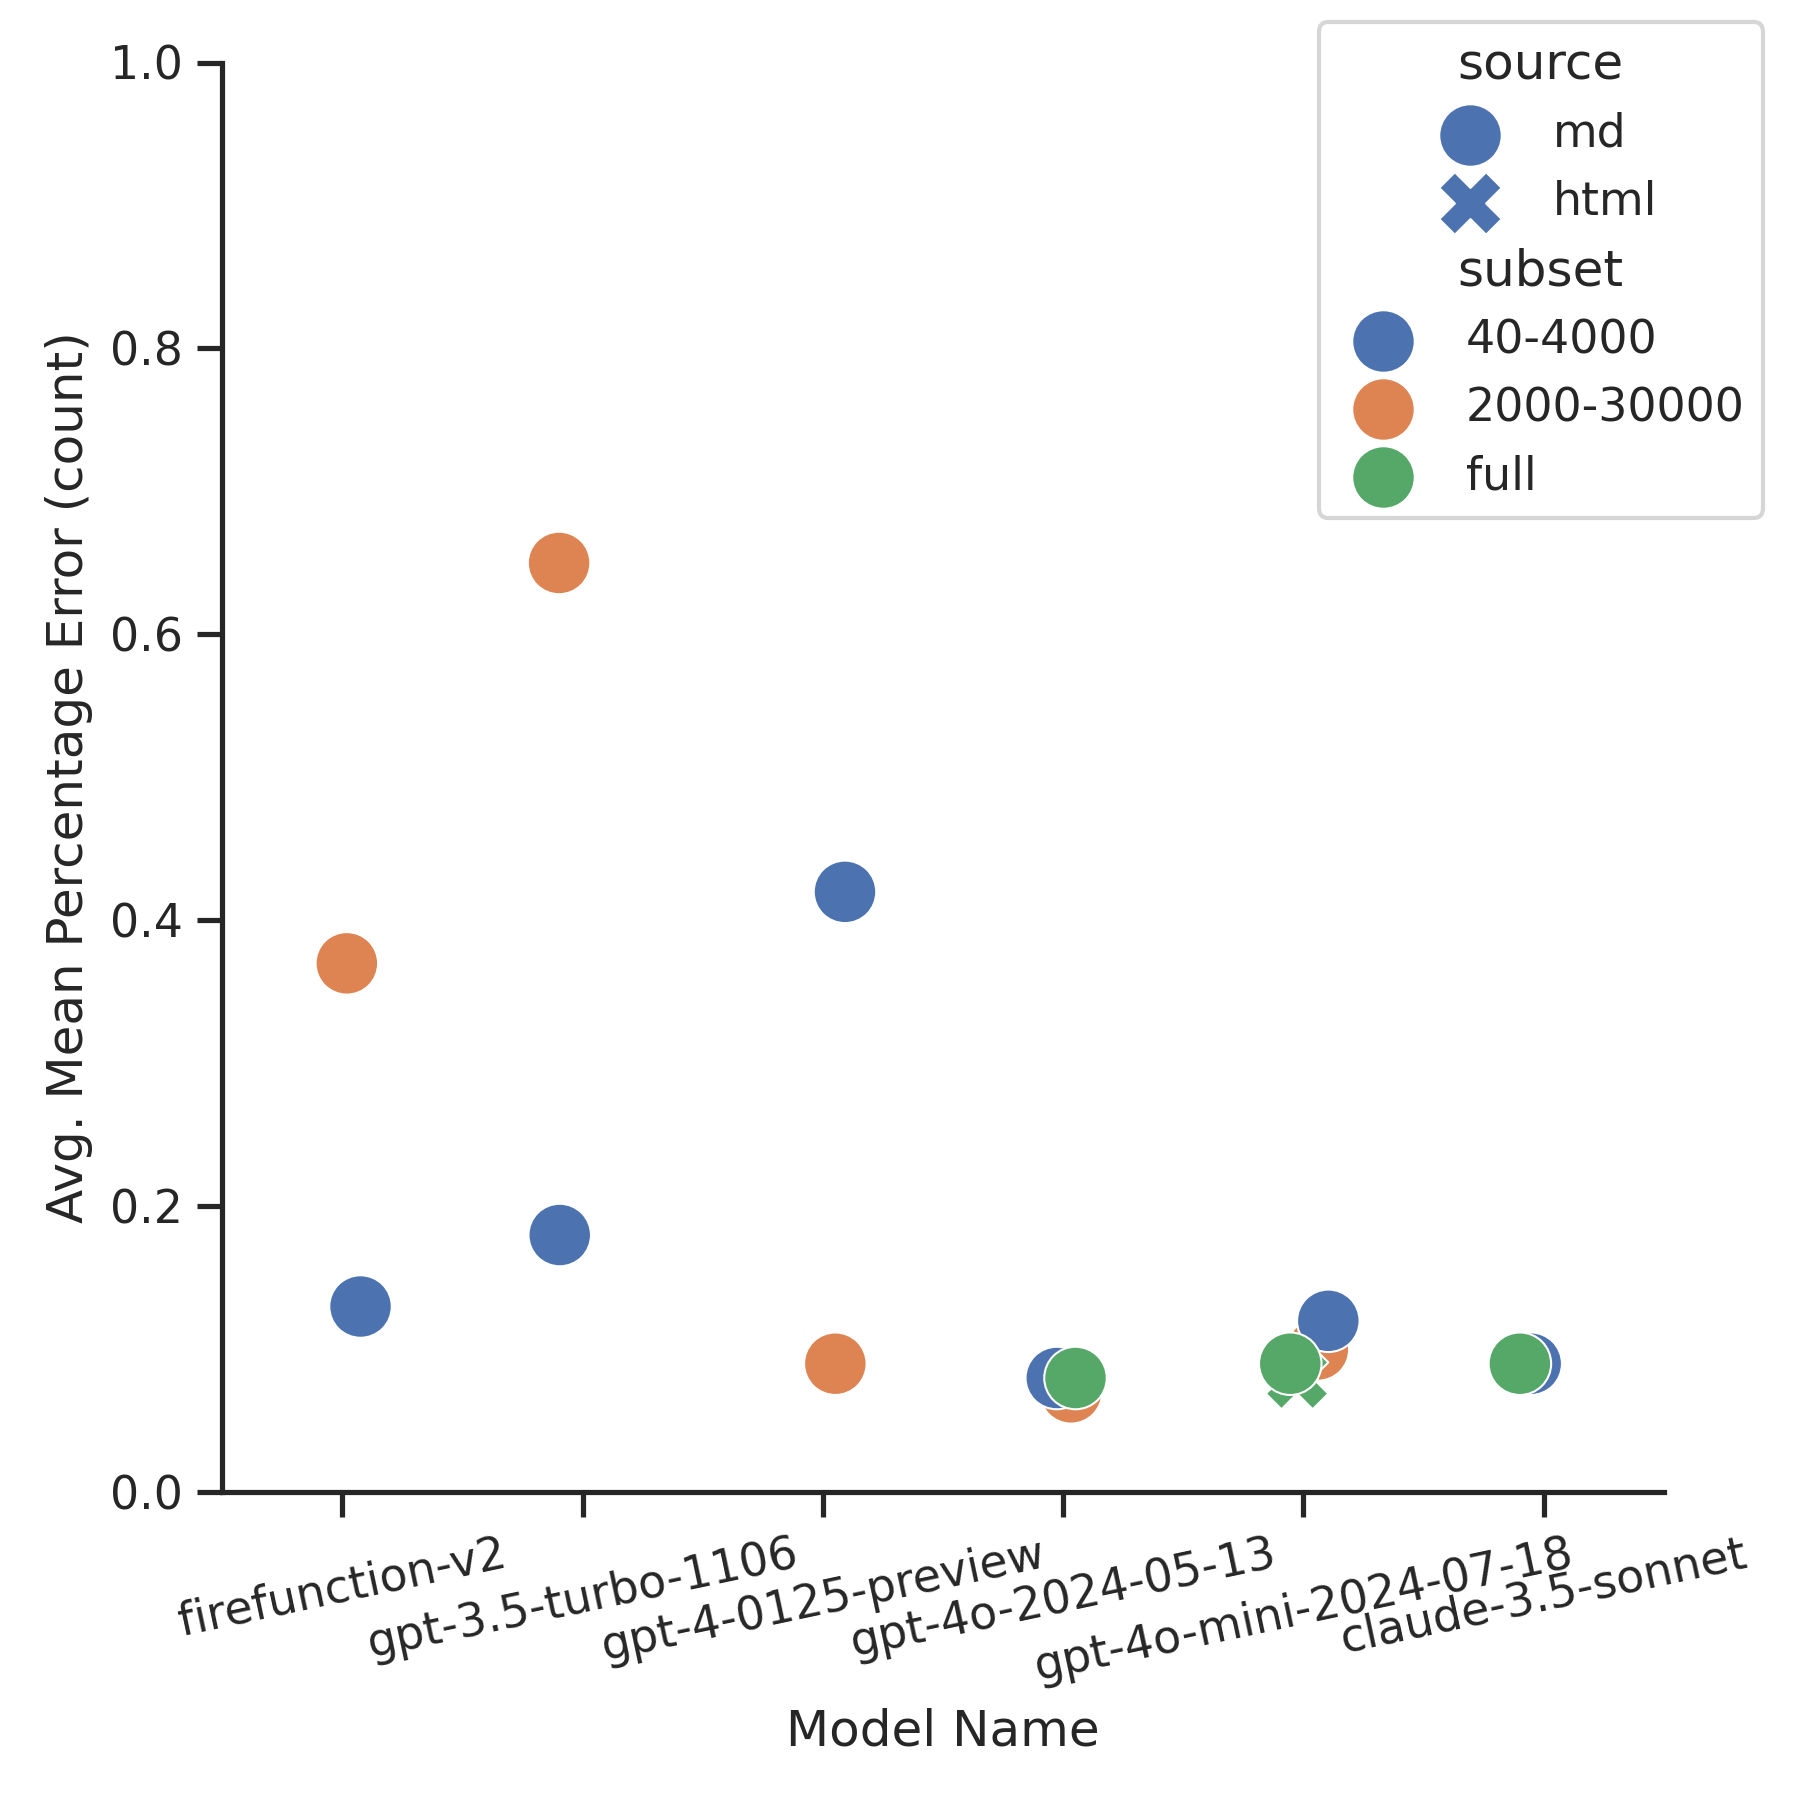 source
md
html
subset
40-4000
2000-30000
full
1.0
0.8
0.6
0.4
0.2
0.0
Avg. Mean Percentage Error (count)
firefunction-v2
gpt-3.5-turbo-1106
gpt-4-0125-preview
gpt-4o-2024-05-13
gpt-4o-mini-2024-07-18
claude-3.5-sonnet
Model Name